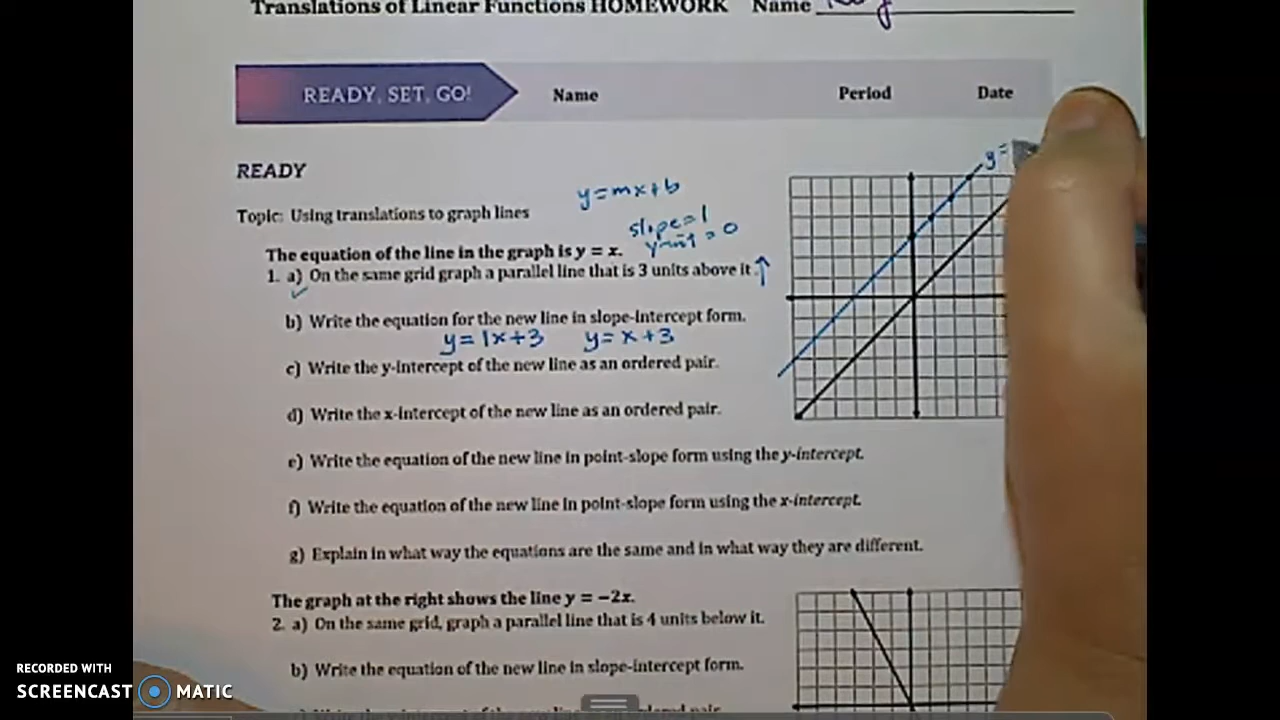 Translations of Linear Functions HOMEWORK Name
READY, SET, GO! Name Period Date
READY
y=mx+b
Topic: Using translations to graph lines
slope=1
y-int = 0
The equation of the line in the graph is y = x.
1. a) On the same grid graph a parallel line that is 3 units above it.
b) Write the equation for the new line in slope-intercept form.
y=1x+3 y=x+3
c) Write the y-intercept of the new line as an ordered pair.
d) Write the x-intercept of the new line as an ordered pair.
e) Write the equation of the new line in point-slope form using the y-intercept.
f) Write the equation of the new line in point-slope form using the x-intercept.
g) Explain in what way the equations are the same and in what way they are different.
y=
The graph at the right shows the line y = −2x.
2. a) On the same grid, graph a parallel line that is 4 units below it.
b) Write the equation of the new line in slope-intercept form.
RECORDED WITH
SCREENCAST MATIC